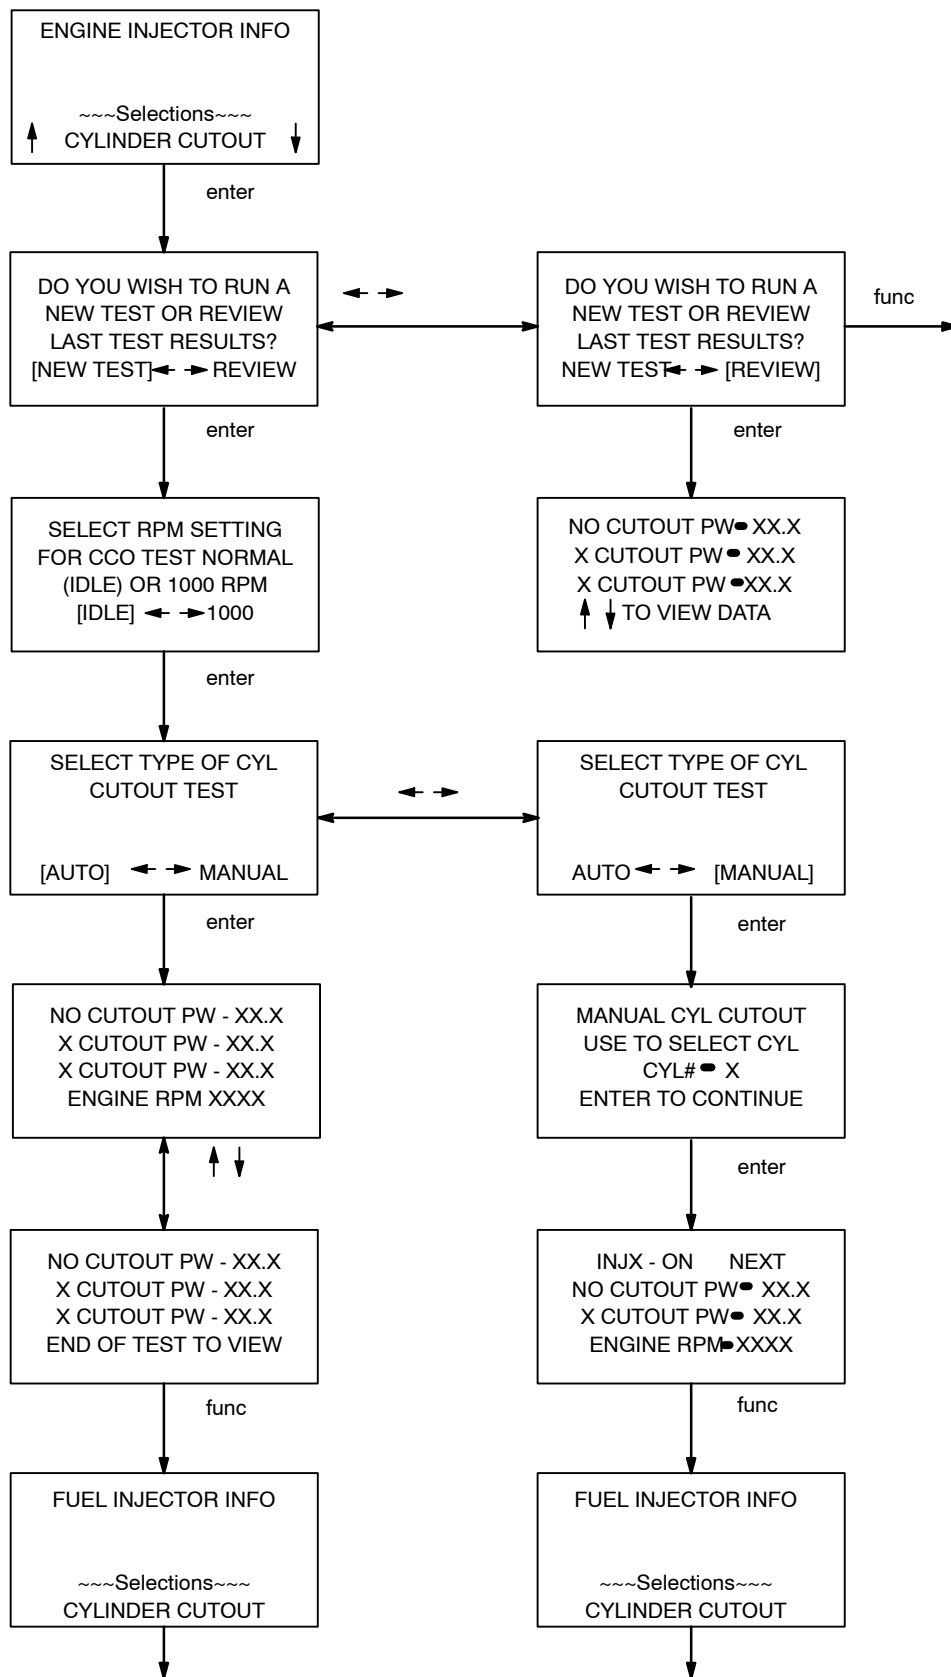 ENGINE INJECTOR INFO
~~~Selections~~~
CYLINDER CUTOUT
enter
DO YOU WISH TO RUN A
NEW TEST OR REVIEW
LAST TEST RESULTS?
[NEW TEST] REVIEW
DO YOU WISH TO RUN A
NEW TEST OR REVIEW
LAST TEST RESULTS?
NEW TEST [REVIEW]
func
enter
enter
SELECT RPM SETTING
FOR CCO TEST NORMAL
(IDLE) OR 1000 RPM
[IDLE] 1000
NO CUTOUT PW - XX.X
X CUTOUT PW - XX.X
X CUTOUT PW - XX.X
TO VIEW DATA
enter
SELECT TYPE OF CYL
CUTOUT TEST
[AUTO] MANUAL
SELECT TYPE OF CYL
CUTOUT TEST
AUTO [MANUAL]
enter
enter
NO CUTOUT PW - XX.X
X CUTOUT PW - XX.X
X CUTOUT PW - XX.X
ENGINE RPM XXXX
MANUAL CYL CUTOUT
USE TO SELECT CYL
CYL# - X
ENTER TO CONTINUE
enter
NO CUTOUT PW - XX.X
X CUTOUT PW - XX.X
X CUTOUT PW - XX.X
END OF TEST TO VIEW
INJX - ON NEXT
NO CUTOUT PW - XX.X
X CUTOUT PW - XX.X
ENGINE RPM - XXXX
func
func
FUEL INJECTOR INFO
~~~Selections~~~
CYLINDER CUTOUT
FUEL INJECTOR INFO
~~~Selections~~~
CYLINDER CUTOUT